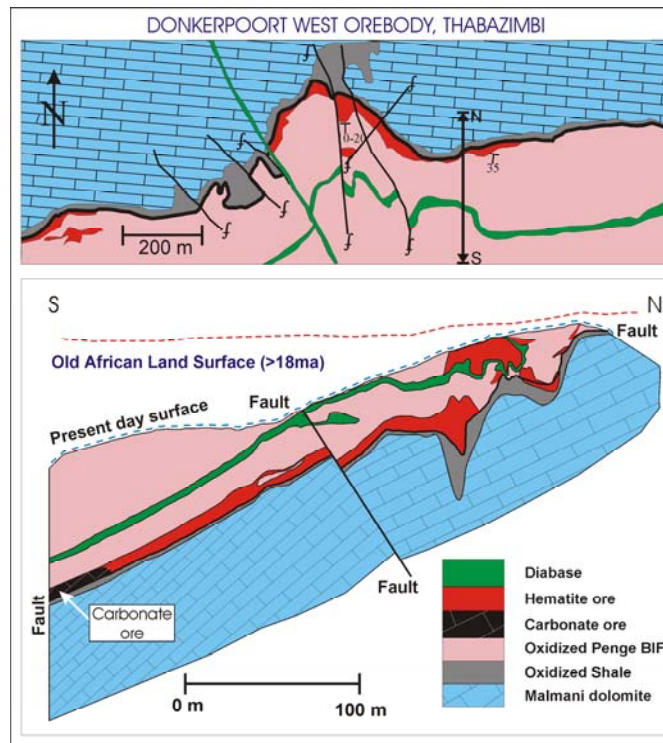 DONKERPOORT WEST OREBODY, THABAZIMBI
N
f
f
f
f
f
f
f
f
N
0-20
35
200 m
S
S
N
Old African Land Surface (>18ma)
Fault
Fault
Present day surface
Fault
Fault
Carbonate
ore
0 m
100 m
Diabase
Hematite ore
Carbonate ore
Oxidized Penge BIF
Oxidized Shale
Malmani dolomite